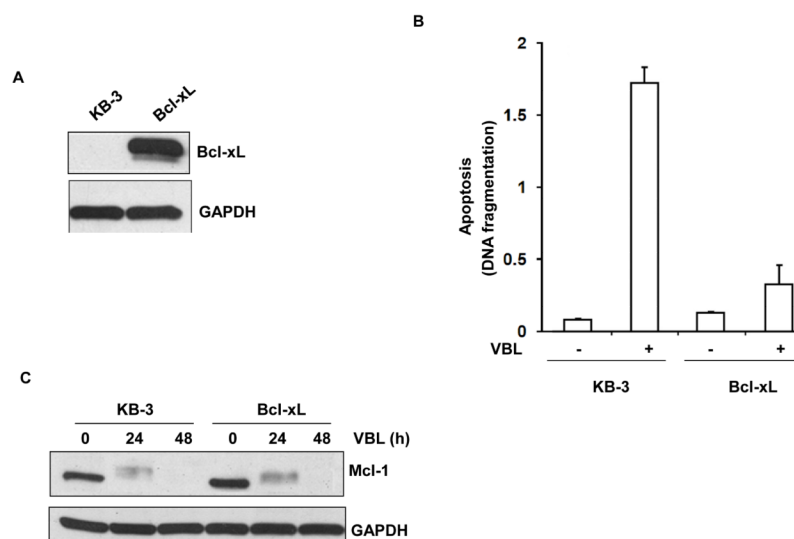 A
KB-3 Bcl-xL
Bcl-xL
GAPDH
B
2
1.5
1
0.5
0
Apoptosis
(DNA fragmentation)
VBL - + - +
KB-3 Bcl-xL
C
KB-3 Bcl-xL
0 24 48 0 24 48 VBL (h)
Mcl-1
GAPDH